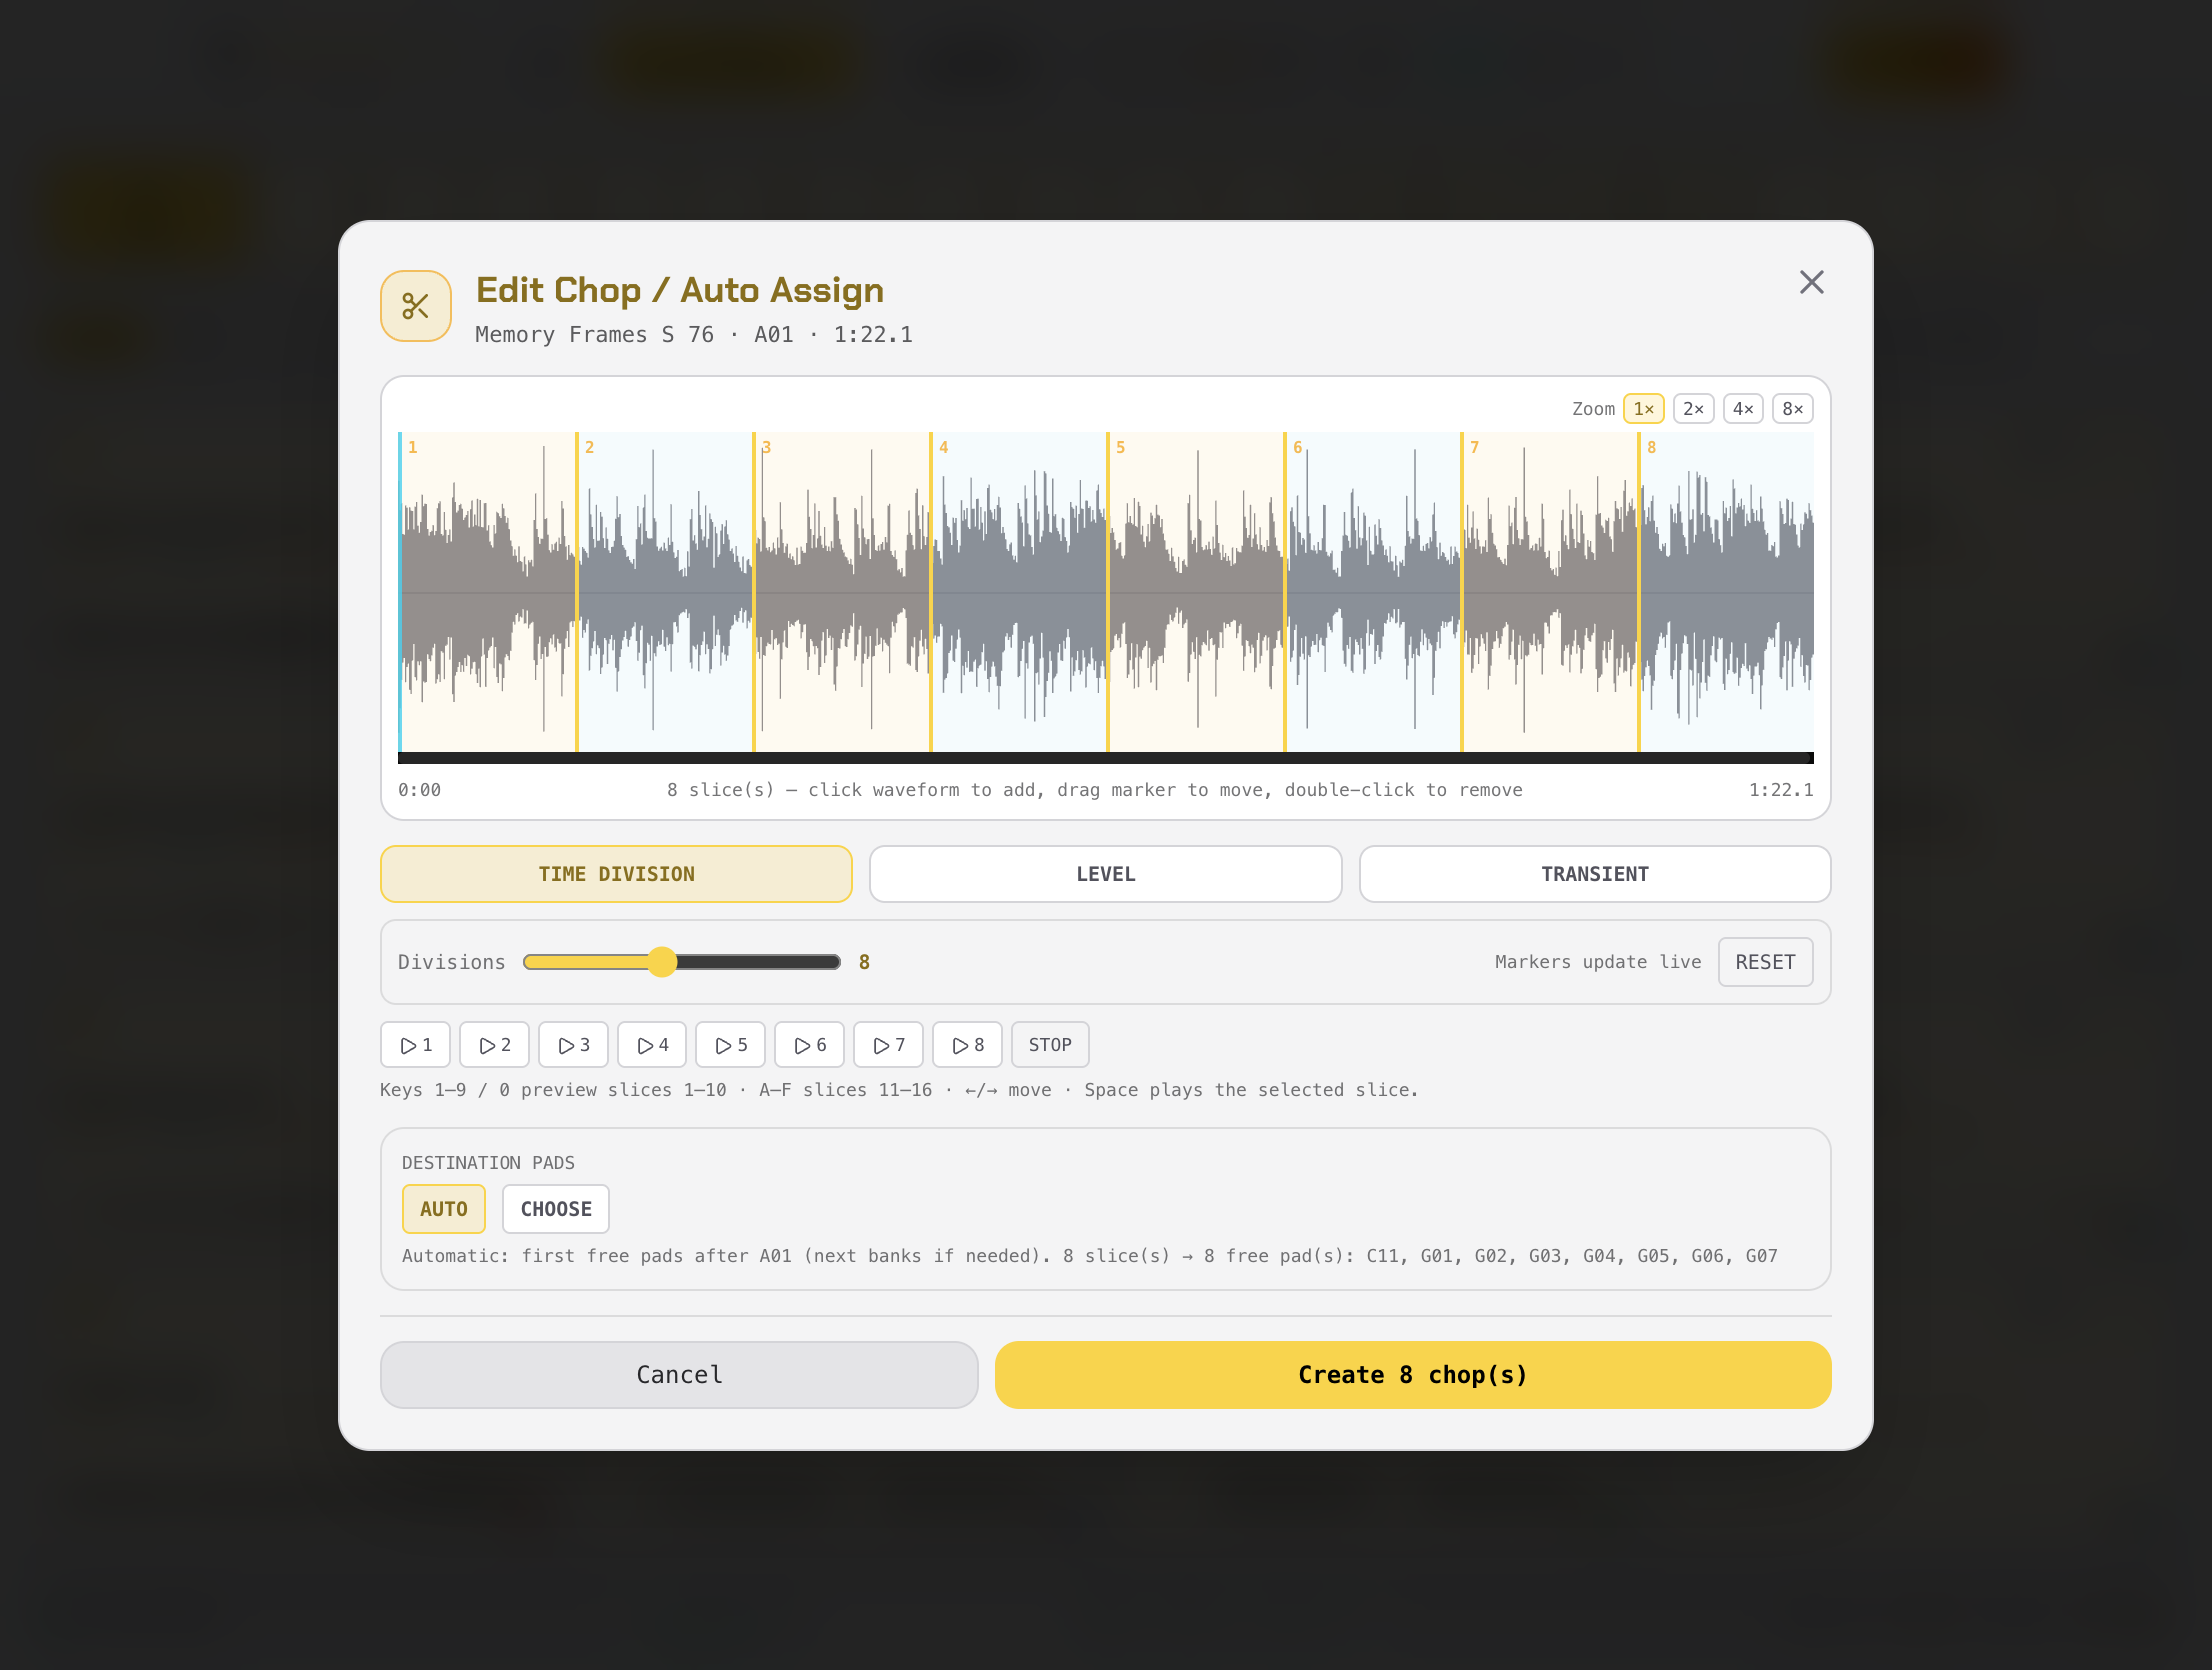 Edit Chop / Auto Assign
Memory Frames S 76 · A01 · 1:22.1
Zoom 1× 2× 4× 8×
1 2 3 4 5 6 7 8
0:00 8 slice(s) — click waveform to add, drag marker to move, double-click to remove 1:22.1
TIME DIVISION LEVEL TRANSIENT
Divisions 8 Markers update live RESET
1 2 3 4 5 6 7 8 STOP
Keys 1–9 / 0 preview slices 1–10 · A–F slices 11–16 · ←/→ move · Space plays the selected slice.
DESTINATION PADS
AUTO CHOOSE
Automatic: first free pads after A01 (next banks if needed). 8 slice(s) → 8 free pad(s): C11, G01, G02, G03, G04, G05, G06, G07
Cancel Create 8 chop(s)